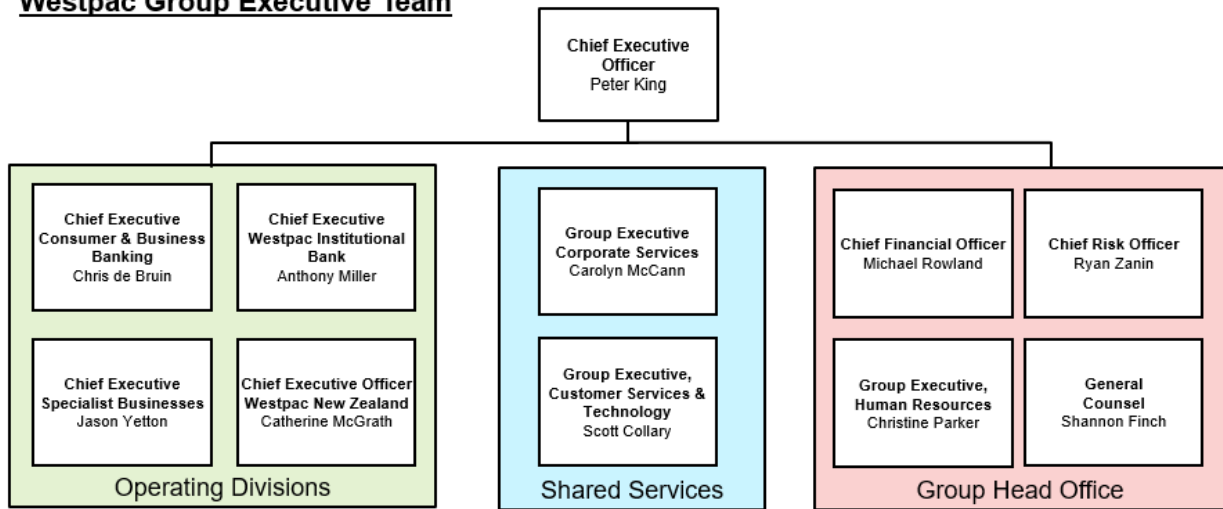 Westpac Group Executive Team
Chief Executive
Officer
Peter King
Chief Executive
Consumer & Business
Banking
Chris de Bruin
Chief Executive
Westpac Institutional
Bank
Anthony Miller
Chief Executive
Specialist Businesses
Jason Yetton
Chief Executive Officer
Westpac New Zealand
Catherine McGrath
Operating Divisions
Group Executive
Corporate Services
Carolyn McCann
Group Executive,
Customer Services &
Technology
Scott Collary
Shared Services
Chief Financial Officer
Michael Rowland
Chief Risk Officer
Ryan Zanin
Group Executive,
Human Resources
Christine Parker
General
Counsel
Shannon Finch
Group Head Office